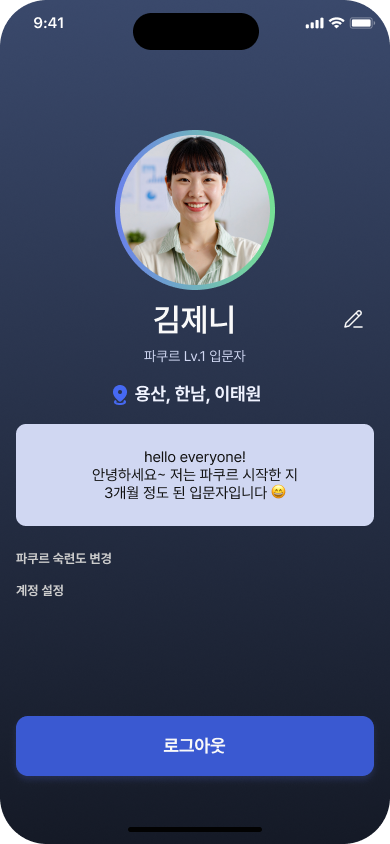 9:41
김제니
파쿠르 Lv.1 입문자
용산, 한남, 이태원
hello everyone!
안녕하세요~ 저는 파쿠르 시작한 지
3개월 정도 된 입문자입니다 😄
파쿠르 숙련도 변경
계정 설정
로그아웃